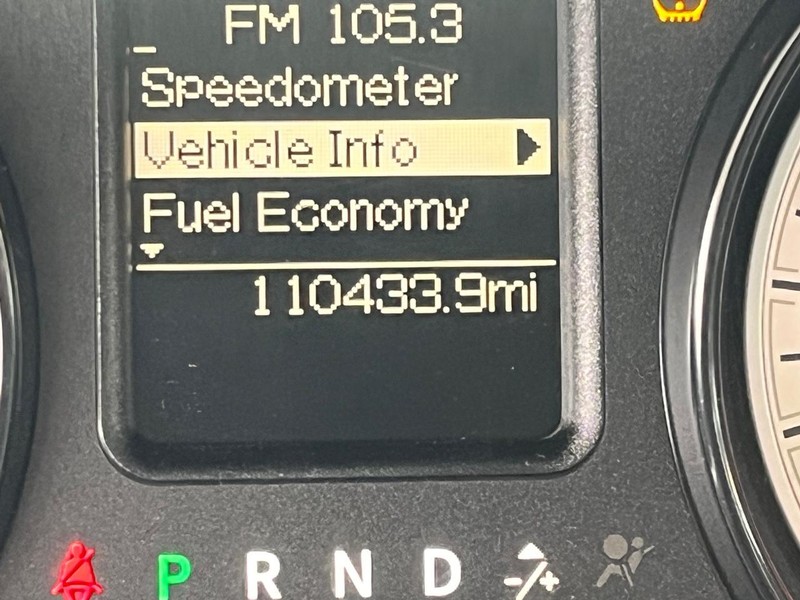 FM 105.3
Speedometer
Vehicle Info
Fuel Economy
110433.9mi
P R N D -/+